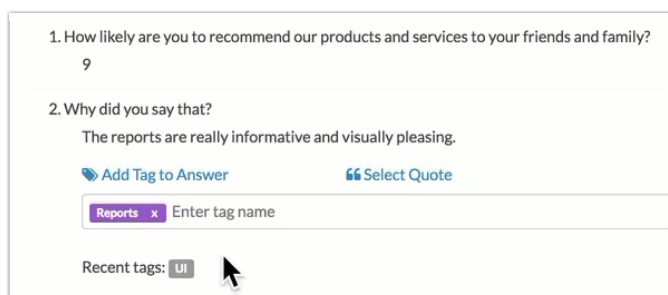 1. How likely are you to recommend our products and services to your friends and family?
9
2. Why did you say that?
The reports are really informative and visually pleasing.
Add Tag to Answer Select Quote
Reports x Enter tag name
Recent tags: UI